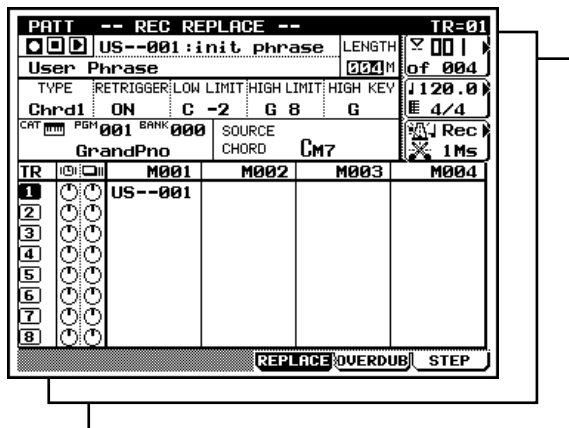 PATT -- REC REPLACE -- TR=01
US--001:init phrase LENGTH 001
User Phrase 004M of 004
TYPE RETRIGGER LOW LIMIT HIGH LIMIT HIGH KEY ♩120.0
Chrd1 ON C -2 G 8 G 4/4
CAT PGM 001 BANK 000 SOURCE Rec
GrandPno CHORD CM7 1Ms
TR M001 M002 M003 M004
1 US--001
2
3
4
5
6
7
8
REPLACE OVERDUB STEP